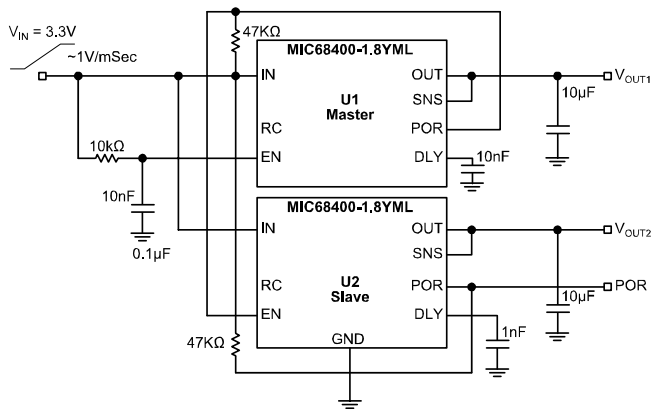 V_IN = 3.3V
~1V/mSec
47KΩ
MIC68400-1.8YML
IN
OUT
V_OUT1
SNS
10µF
U1
Master
RC
POR
10kΩ
EN
DLY
10nF
10nF
0.1µF
MIC68400-1.8YML
IN
OUT
V_OUT2
SNS
RC
U2
Slave
POR
POR
10µF
EN
DLY
47KΩ
GND
1nF